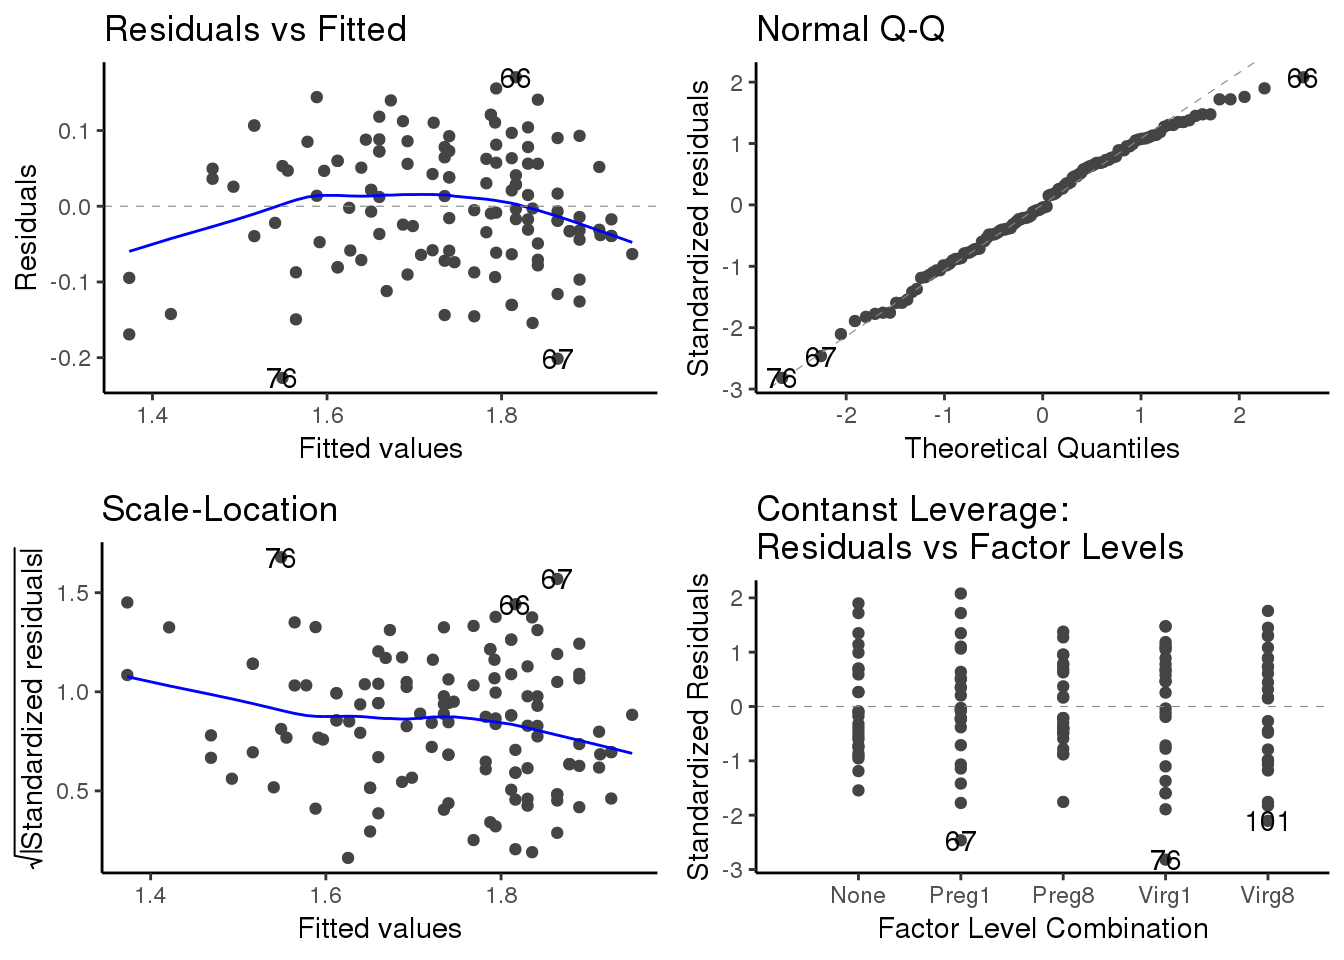 Residuals vs Fitted
66
67
76
0.1
0.0
-0.1
-0.2
1.4 1.6 1.8
Residuals
Fitted values
Normal Q-Q
66
67
76
2
1
0
-1
-2
-3
-2 -1 0 1 2
Standardized residuals
Theoretical Quantiles
Scale-Location
76
67
66
1.5
1.0
0.5
1.4 1.6 1.8
√|Standardized residuals|
Fitted values
Contanst Leverage:
Residuals vs Factor Levels
2
1
0
-1
-2
-3
101
67
76
None Preg1 Preg8 Virg1 Virg8
Standardized Residuals
Factor Level Combination